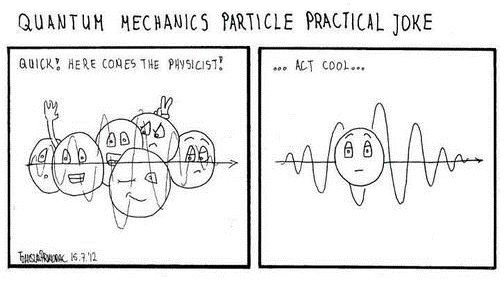 QUANTUM MECHANICS PARTICLE PRACTICAL JOKE
QUICK! HERE COMES THE PHYSICIST!
... ACT COOL...
15.7.'12